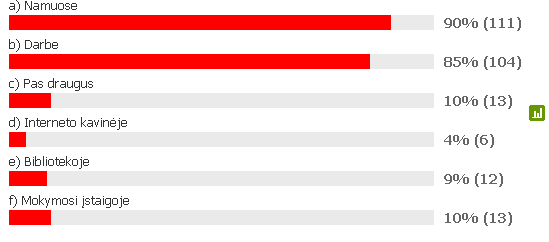 a) Namuose
90% (111)
b) Darbe
85% (104)
c) Pas draugus
10% (13)
d) Interneto kavinėje
4% (6)
e) Bibliotekoje
9% (12)
f) Mokymosi įstaigoje
10% (13)